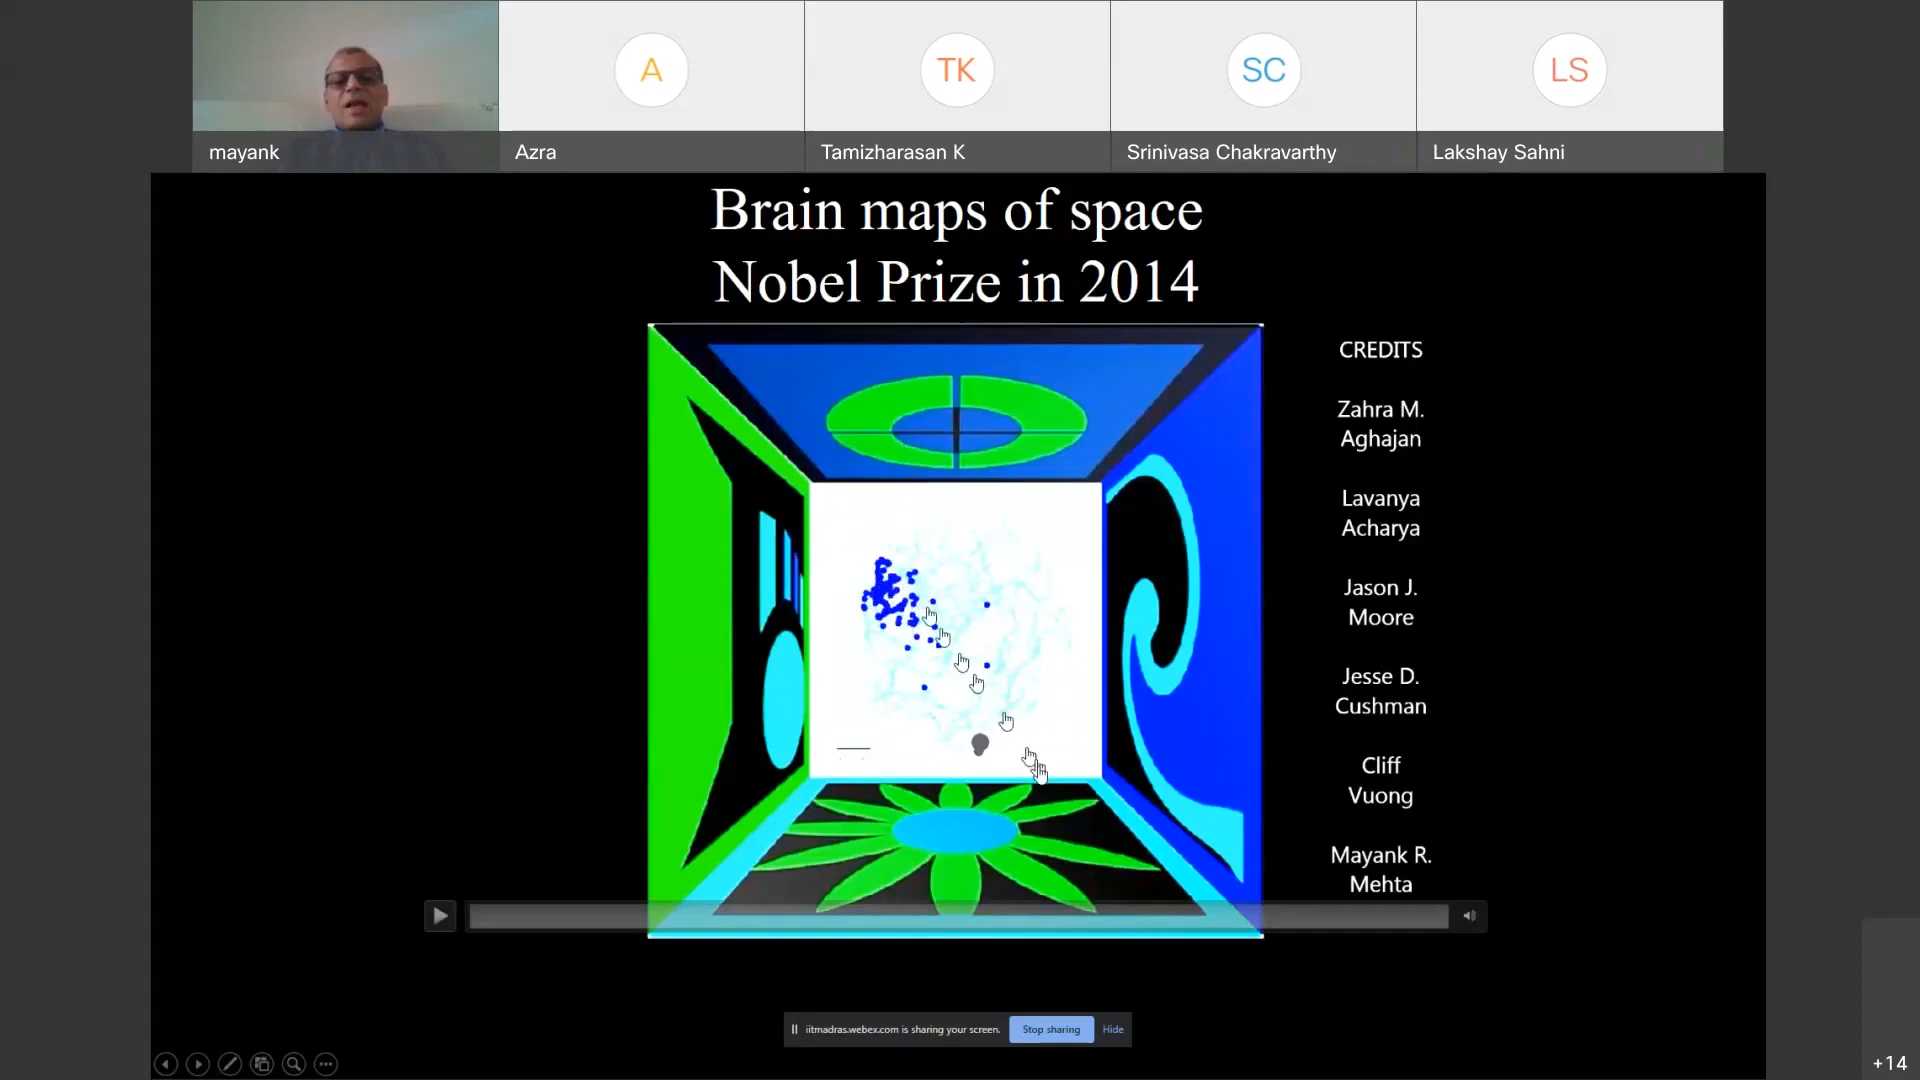 A
TK
SC
LS
mayank
Azra
Tamizharasan K
Srinivasa Chakravarthy
Lakshay Sahni
Brain maps of space
Nobel Prize in 2014
CREDITS
Zahra M.
Aghajan
Lavanya
Acharya
Jason J.
Moore
Jesse D.
Cushman
Cliff
Vuong
Mayank R.
Mehta
iitmadras.webex.com is sharing your screen.
Stop sharing
Hide
+14